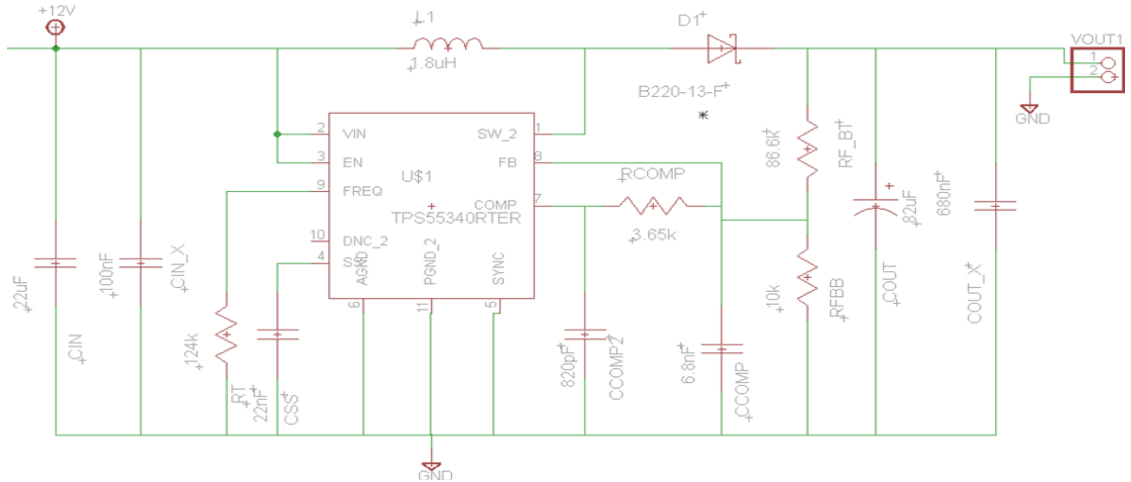 +12V
L1
1.8uH
D1
B220-13-F
VOUT1
1
2
GND
2
VIN
SW_2
1
3
EN
FB
8
U$1
9
FREQ
COMP
7
TPS55340RTER
10
DNC_2
4
SS
AGND
PGND_2
SYNC
6
11
5
RCOMP
3.65k
86.6k
RF_BT
10k
RFBB
82uF
COUT
680nF
COUT_X
22uF
CIN
100nF
CIN_X
124k
RT
22nF
CSS
820pF
CCOMP2
6.8nF
CCOMP
GND